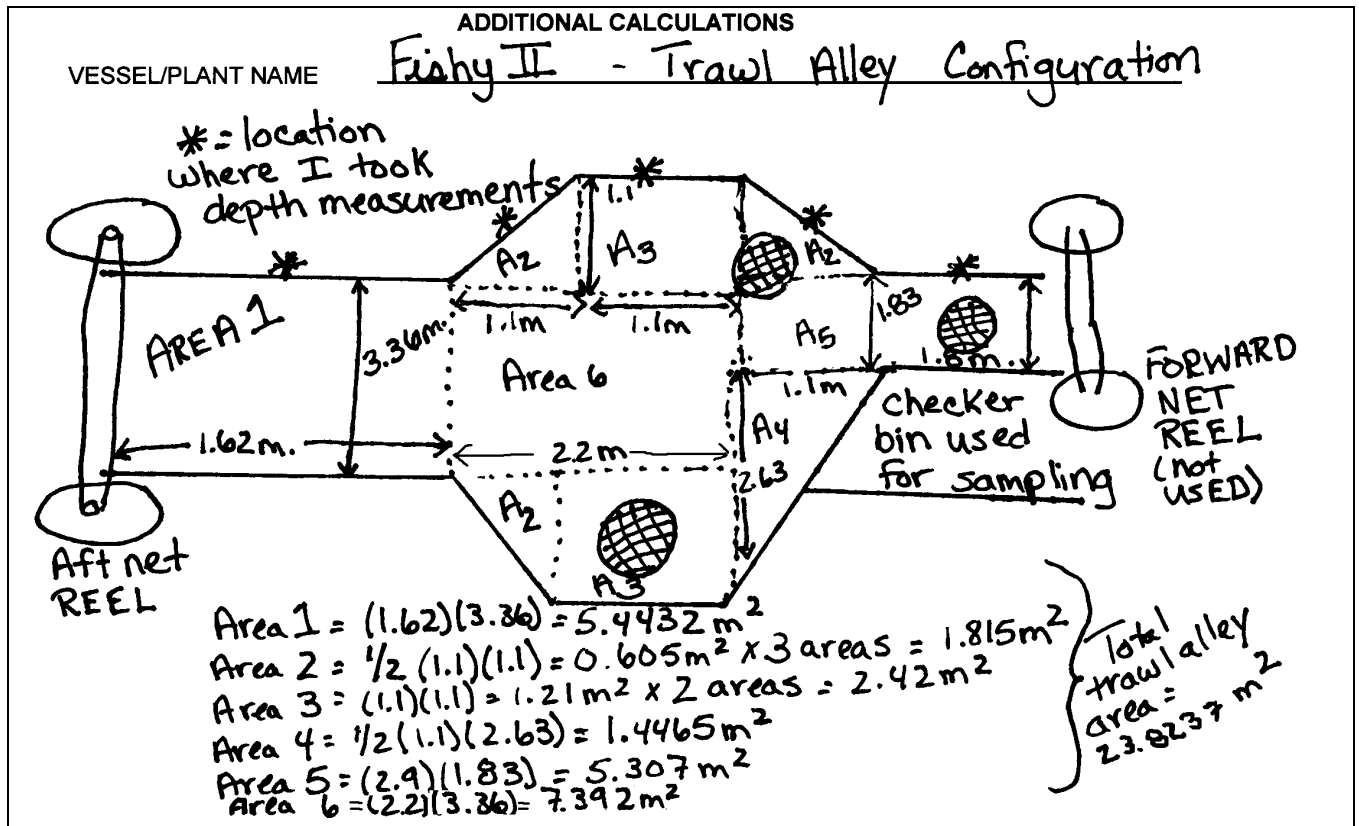 ADDITIONAL CALCULATIONS
VESSEL/PLANT NAME Fishy II - Trawl Alley Configuration
* = location
where I took
depth measurements
1.1
A2
A3
A2
AREA 1
3.36m.
1.1m
1.1m
A5
1.83
1.8m.
Area 6
1.1m
FORWARD
NET
REEL
(not
USED)
checker
bin used
for sampling
A4
1.62m.
2.2m
2.63
A2
A3
Aft net
REEL
Area 1 = (1.62)(3.36) = 5.4432 m²
Area 2 = 1/2 (1.1)(1.1) = 0.605m² x 3 areas = 1.815m²
Area 3 = (1.1)(1.1) = 1.21m² x 2 areas = 2.42m²
Area 4 = 1/2(1.1)(2.63) = 1.4465m²
Area 5 = (2.9)(1.83) = 5.307m²
Area 6 = (2.2)(3.36) = 7.392m²
Total
trawl alley
area =
23.8237 m²